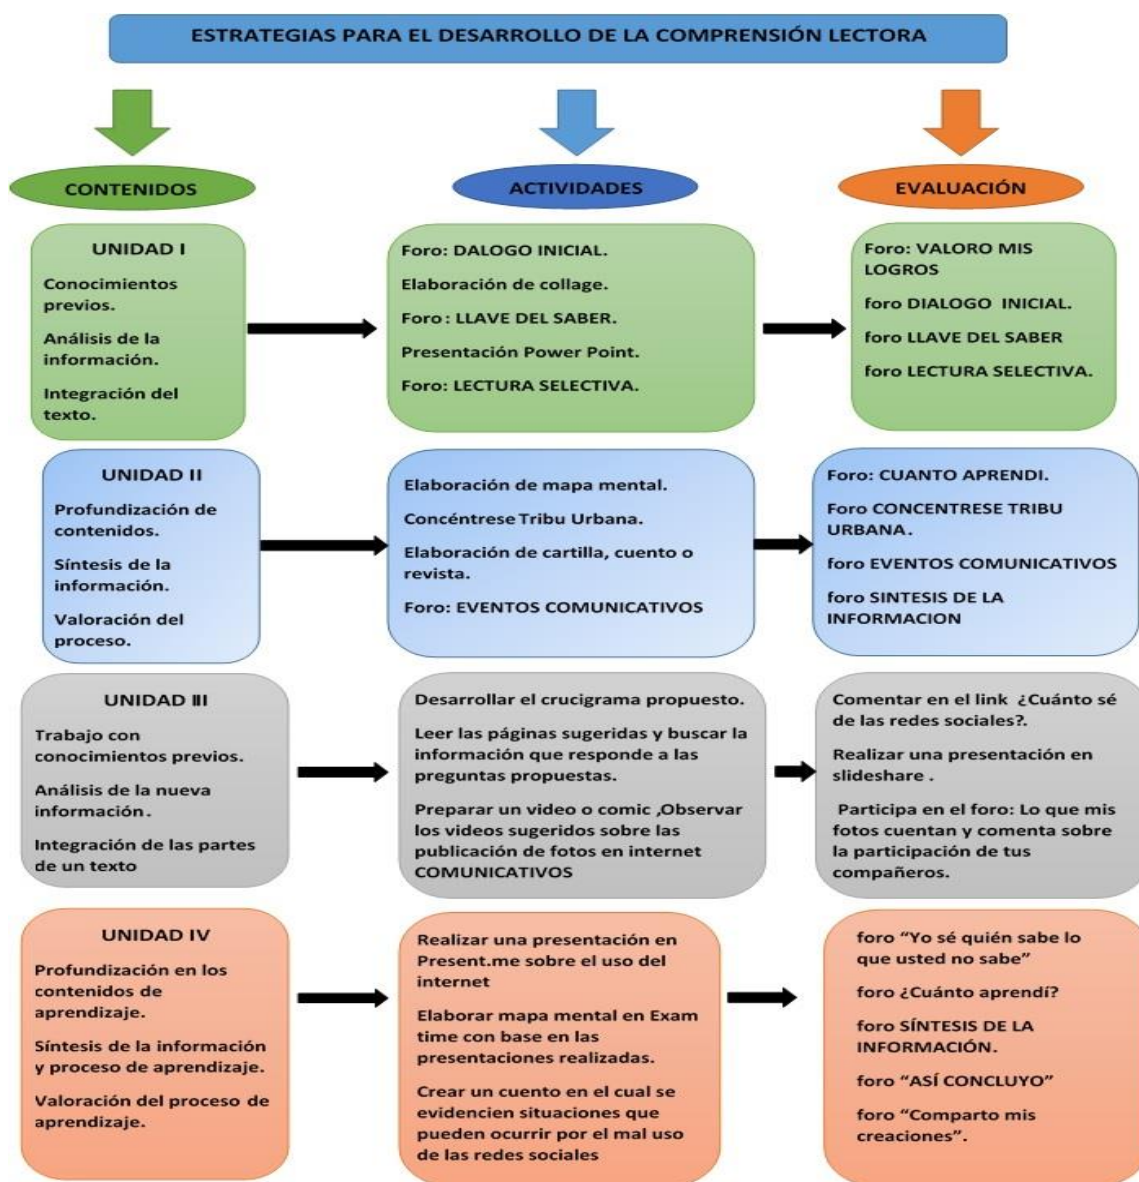 ESTRATEGIAS PARA EL DESARROLLO DE LA COMPRENSIÓN LECTORA
CONTENIDOS
ACTIVIDADES
EVALUACIÓN
UNIDAD I
Conocimientos
previos.
Análisis de la
información.
Integración del
texto.
Foro: DALOGO INICIAL.
Elaboración de collage.
Foro : LLAVE DEL SABER.
Presentación Power Point.
Foro: LECTURA SELECTIVA.
Foro: VALORO MIS
LOGROS
foro DIALOGO INICIAL.
foro LLAVE DEL SABER
foro LECTURA SELECTIVA.
UNIDAD II
Profundización de
contenidos.
Síntesis de la
información.
Valoración del
proceso.
Elaboración de mapa mental.
Concéntrese Tribu Urbana.
Elaboración de cartilla, cuento o
revista.
Foro: EVENTOS COMUNICATIVOS
Foro: CUANTO APRENDI.
Foro CONCENTRESE TRIBU
URBANA.
foro EVENTOS COMUNICATIVOS
foro SINTESIS DE LA
INFORMACION
UNIDAD III
Trabajo con
conocimientos previos.
Análisis de la nueva
información.
Integración de las partes
de un texto
Desarrollar el crucigrama propuesto.
Leer las páginas sugeridas y buscar la
información que responde a las
preguntas propuestas.
Preparar un video o comic ,Observar
los videos sugeridos sobre las
publicación de fotos en internet
COMUNICATIVOS
Comentar en el link ¿Cuánto sé
de las redes sociales?.
Realizar una presentación en
slideshare .
Participa en el foro: Lo que mis
fotos cuentan y comenta sobre
la participación de tus
compañeros.
UNIDAD IV
Profundización en los
contenidos de
aprendizaje.
Síntesis de la información
y proceso de aprendizaje.
Valoración del proceso de
aprendizaje.
Realizar una presentación en
Present.me sobre el uso del
internet
Elaborar mapa mental en Exam
time con base en las
presentaciones realizadas.
Crear un cuento en el cual se
evidencien situaciones que
pueden ocurrir por el mal uso
de las redes sociales
foro “Yo sé quién sabe lo
que usted no sabe”
foro ¿Cuánto aprendí?
foro SÍNTESIS DE LA
INFORMACIÓN.
foro “ASÍ CONCLUYO”
foro “Comparto mis
creaciones”.